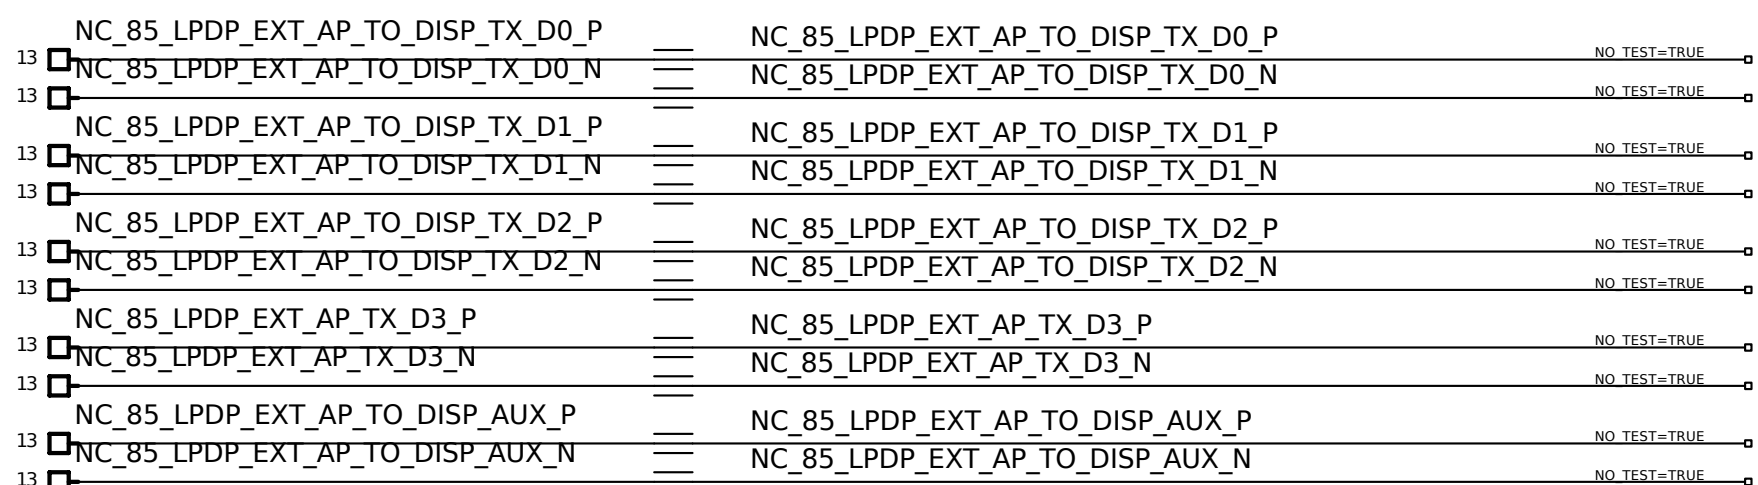 NC_85_LPDP_EXT_AP_TO_DISP_TX_D0_P NC_85_LPDP_EXT_AP_TO_DISP_TX_D0_P
13 NO_TEST=TRUE
NC_85_LPDP_EXT_AP_TO_DISP_TX_D0_N NC_85_LPDP_EXT_AP_TO_DISP_TX_D0_N
13 NO_TEST=TRUE
NC_85_LPDP_EXT_AP_TO_DISP_TX_D1_P NC_85_LPDP_EXT_AP_TO_DISP_TX_D1_P
13 NO_TEST=TRUE
NC_85_LPDP_EXT_AP_TO_DISP_TX_D1_N NC_85_LPDP_EXT_AP_TO_DISP_TX_D1_N
13 NO_TEST=TRUE
NC_85_LPDP_EXT_AP_TO_DISP_TX_D2_P NC_85_LPDP_EXT_AP_TO_DISP_TX_D2_P
13 NO_TEST=TRUE
NC_85_LPDP_EXT_AP_TO_DISP_TX_D2_N NC_85_LPDP_EXT_AP_TO_DISP_TX_D2_N
13 NO_TEST=TRUE
NC_85_LPDP_EXT_AP_TX_D3_P NC_85_LPDP_EXT_AP_TX_D3_P
13 NO_TEST=TRUE
NC_85_LPDP_EXT_AP_TX_D3_N NC_85_LPDP_EXT_AP_TX_D3_N
13 NO_TEST=TRUE
NC_85_LPDP_EXT_AP_TO_DISP_AUX_P NC_85_LPDP_EXT_AP_TO_DISP_AUX_P
13 NO_TEST=TRUE
NC_85_LPDP_EXT_AP_TO_DISP_AUX_N NC_85_LPDP_EXT_AP_TO_DISP_AUX_N
13 NO_TEST=TRUE